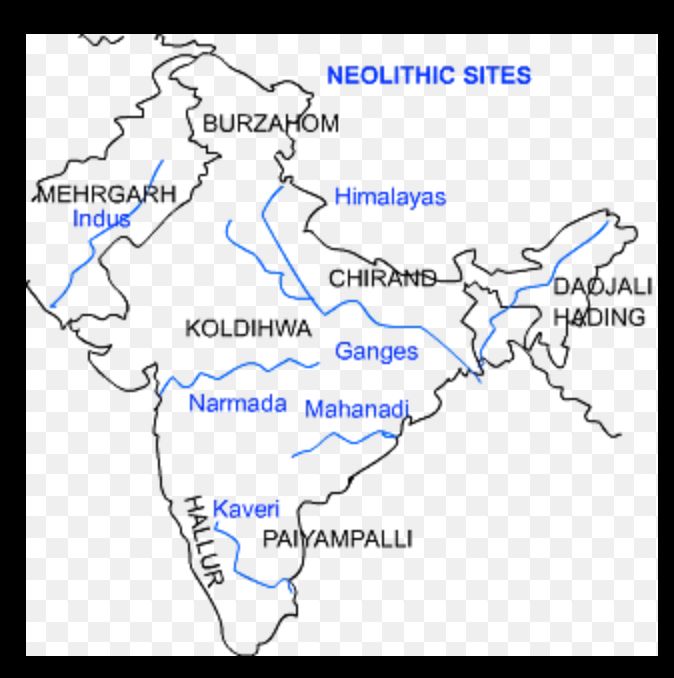 NEOLITHIC SITES
BURZAHOM
MEHRGARH
Himalayas
Indus
CHIRAND
DAOJALI
HADING
KOLDIHWA
Ganges
Narmada
Mahanadi
HALLUR
Kaveri
PAIYAMPALLI